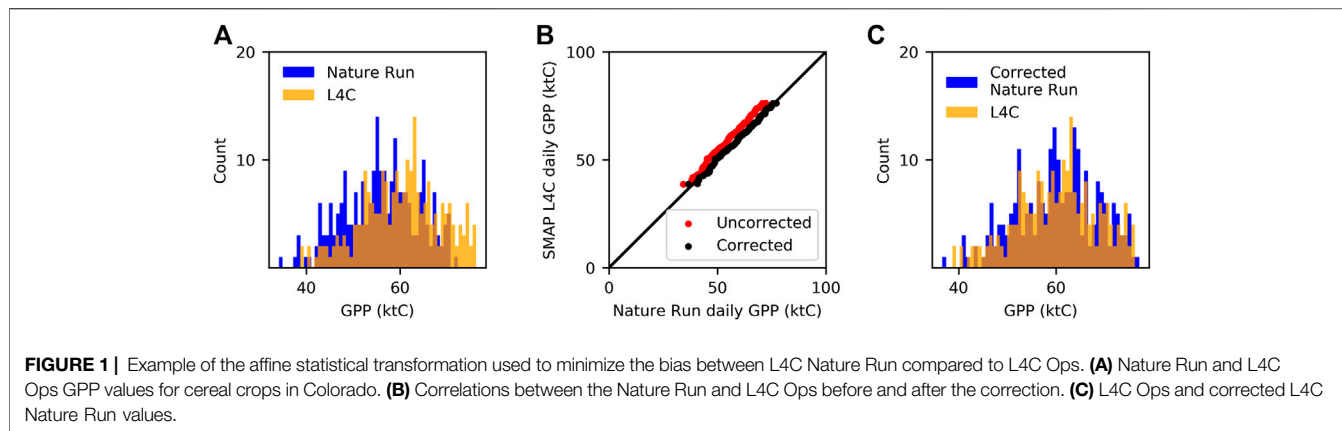 A
20
10
Count
Nature Run
L4C
40
60
GPP (ktC)
B
100
50
0
SMAP L4C daily GPP (ktC)
Uncorrected
Corrected
0
50
100
Nature Run daily GPP (ktC)
C
20
10
Count
Corrected
Nature Run
L4C
40
60
GPP (ktC)
FIGURE 1 | Example of the affine statistical transformation used to minimize the bias between L4C Nature Run compared to L4C Ops. (A) Nature Run and L4C
Ops GPP values for cereal crops in Colorado. (B) Correlations between the Nature Run and L4C Ops before and after the correction. (C) L4C Ops and corrected L4C
Nature Run values.